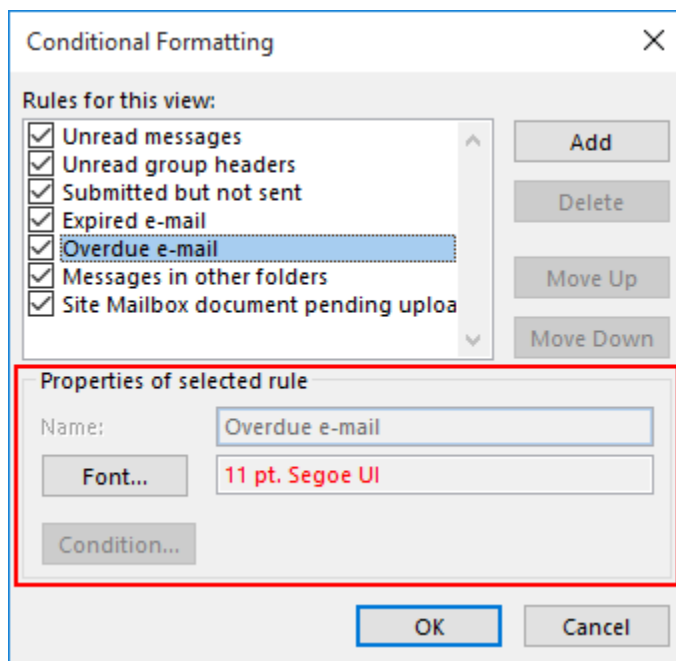 Conditional Formatting
Rules for this view:
Unread messages
Unread group headers
Submitted but not sent
Expired e-mail
Overdue e-mail
Messages in other folders
Site Mailbox document pending uploa
Add
Delete
Move Up
Move Down
Properties of selected rule
Name:
Overdue e-mail
Font...
11 pt. Segoe UI
Condition...
OK
Cancel